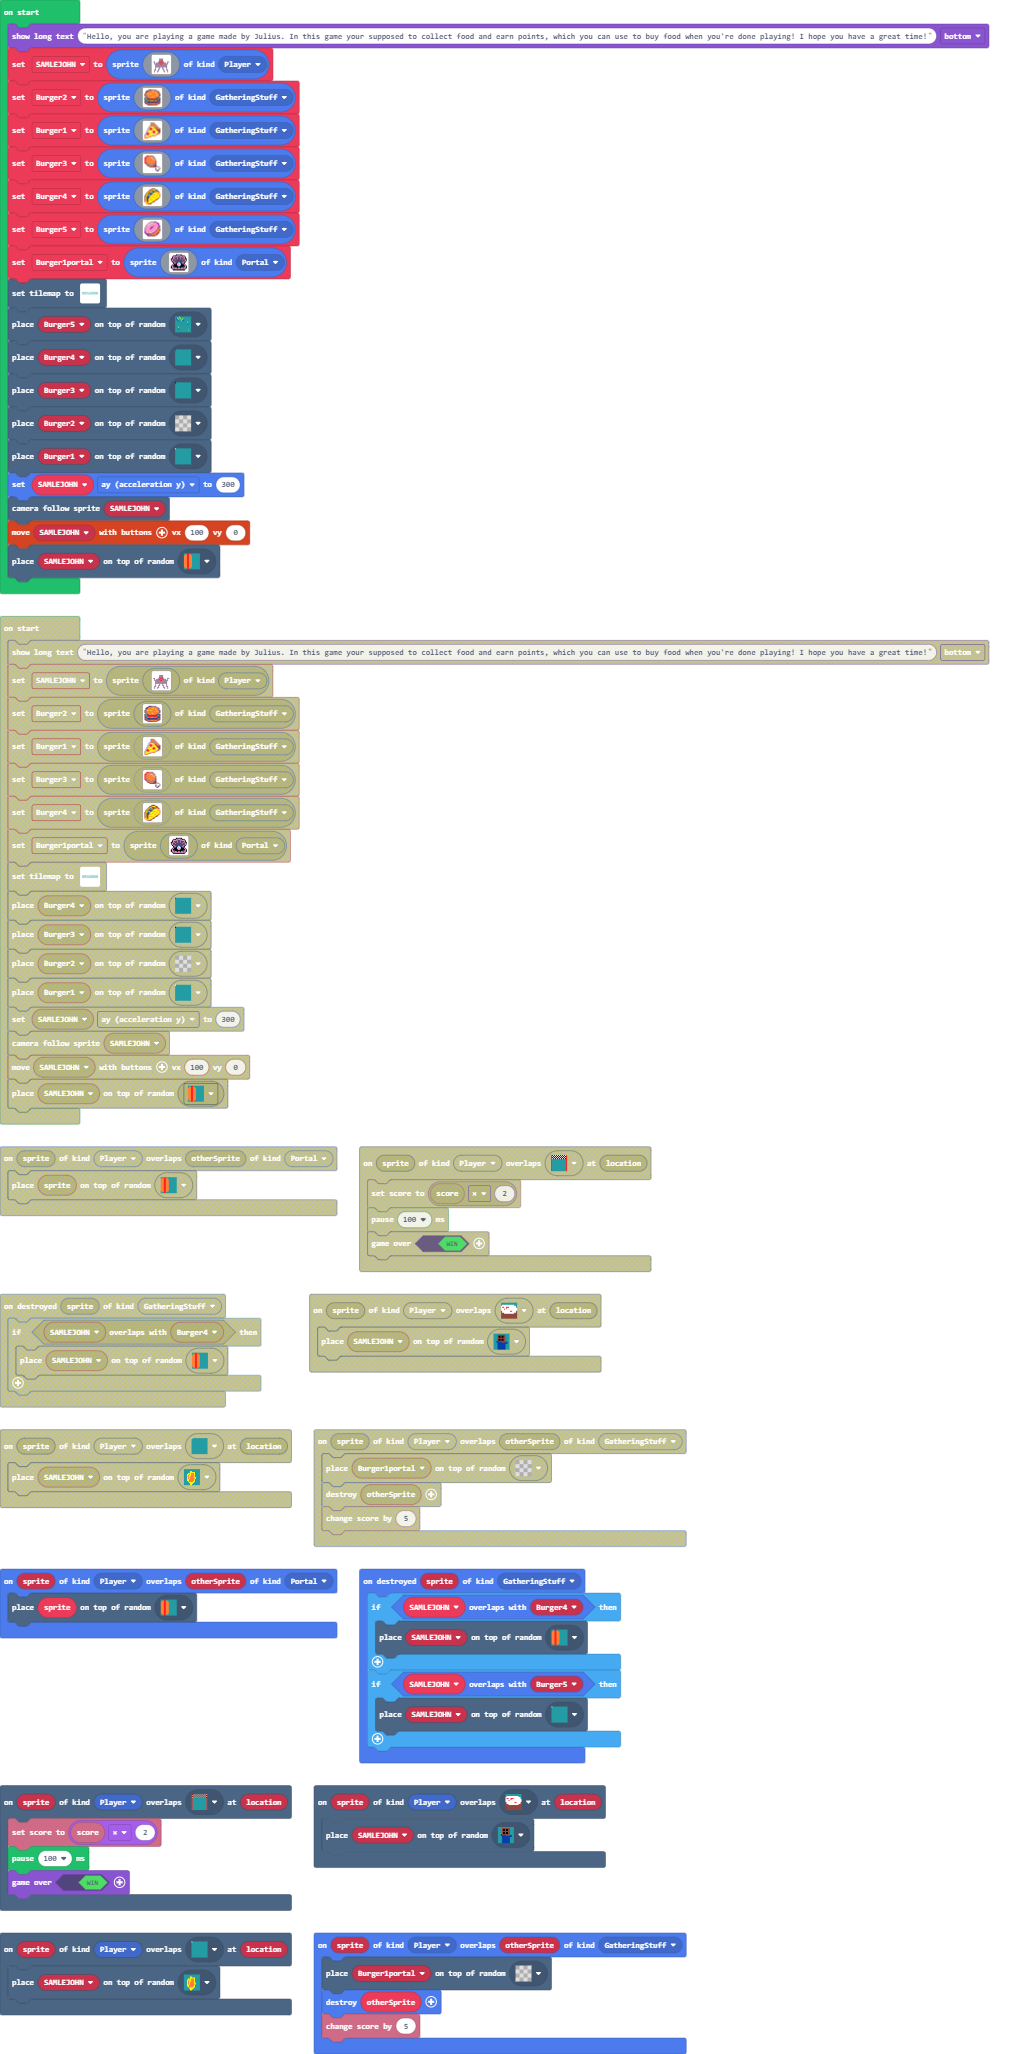 on start
show long text "Hello, you are playing a game made by Julius. In this game your supposed to collect food and earn points, which you can use to buy food when you're done playing! I hope you have a great time!" bottom
set SAMLEJOHN to sprite of kind Player
set Burger2 to sprite of kind GatheringStuff
set Burger1 to sprite of kind GatheringStuff
set Burger3 to sprite of kind GatheringStuff
set Burger4 to sprite of kind GatheringStuff
set Burger5 to sprite of kind GatheringStuff
set Burger1portal to sprite of kind Portal
set tilemap to
place Burger5 on top of random
place Burger4 on top of random
place Burger3 on top of random
place Burger2 on top of random
place Burger1 on top of random
set SAMLEJOHN ay (acceleration y) to 300
camera follow sprite SAMLEJOHN
move SAMLEJOHN with buttons + vx 100 vy 0
place SAMLEJOHN on top of random
on start
show long text "Hello, you are playing a game made by Julius. In this game your supposed to collect food and earn points, which you can use to buy food when you're done playing! I hope you have a great time!" bottom
set SAMLEJOHN to sprite of kind Player
set Burger2 to sprite of kind GatheringStuff
set Burger1 to sprite of kind GatheringStuff
set Burger3 to sprite of kind GatheringStuff
set Burger4 to sprite of kind GatheringStuff
set Burger1portal to sprite of kind Portal
set tilemap to
place Burger4 on top of random
place Burger3 on top of random
place Burger2 on top of random
place Burger1 on top of random
set SAMLEJOHN ay (acceleration y) to 300
camera follow sprite SAMLEJOHN
move SAMLEJOHN with buttons + vx 100 vy 0
place SAMLEJOHN on top of random
on sprite of kind Player overlaps otherSprite of kind Portal
place sprite on top of random
on sprite of kind Player overlaps at location
set score to score × 2
pause 100 ms
game over WIN +
on destroyed sprite of kind GatheringStuff
if SAMLEJOHN overlaps with Burger4 then
place SAMLEJOHN on top of random
+
on sprite of kind Player overlaps at location
place SAMLEJOHN on top of random
on sprite of kind Player overlaps at location
place SAMLEJOHN on top of random
on sprite of kind Player overlaps otherSprite of kind GatheringStuff
place Burger1portal on top of random
destroy otherSprite +
change score by 5
on sprite of kind Player overlaps otherSprite of kind Portal
place sprite on top of random
on destroyed sprite of kind GatheringStuff
if SAMLEJOHN overlaps with Burger4 then
place SAMLEJOHN on top of random
+
if SAMLEJOHN overlaps with Burger5 then
place SAMLEJOHN on top of random
+
on sprite of kind Player overlaps at location
set score to score × 2
pause 100 ms
game over WIN +
on sprite of kind Player overlaps at location
place SAMLEJOHN on top of random
on sprite of kind Player overlaps at location
place SAMLEJOHN on top of random
on sprite of kind Player overlaps otherSprite of kind GatheringStuff
place Burger1portal on top of random
destroy otherSprite +
change score by 5